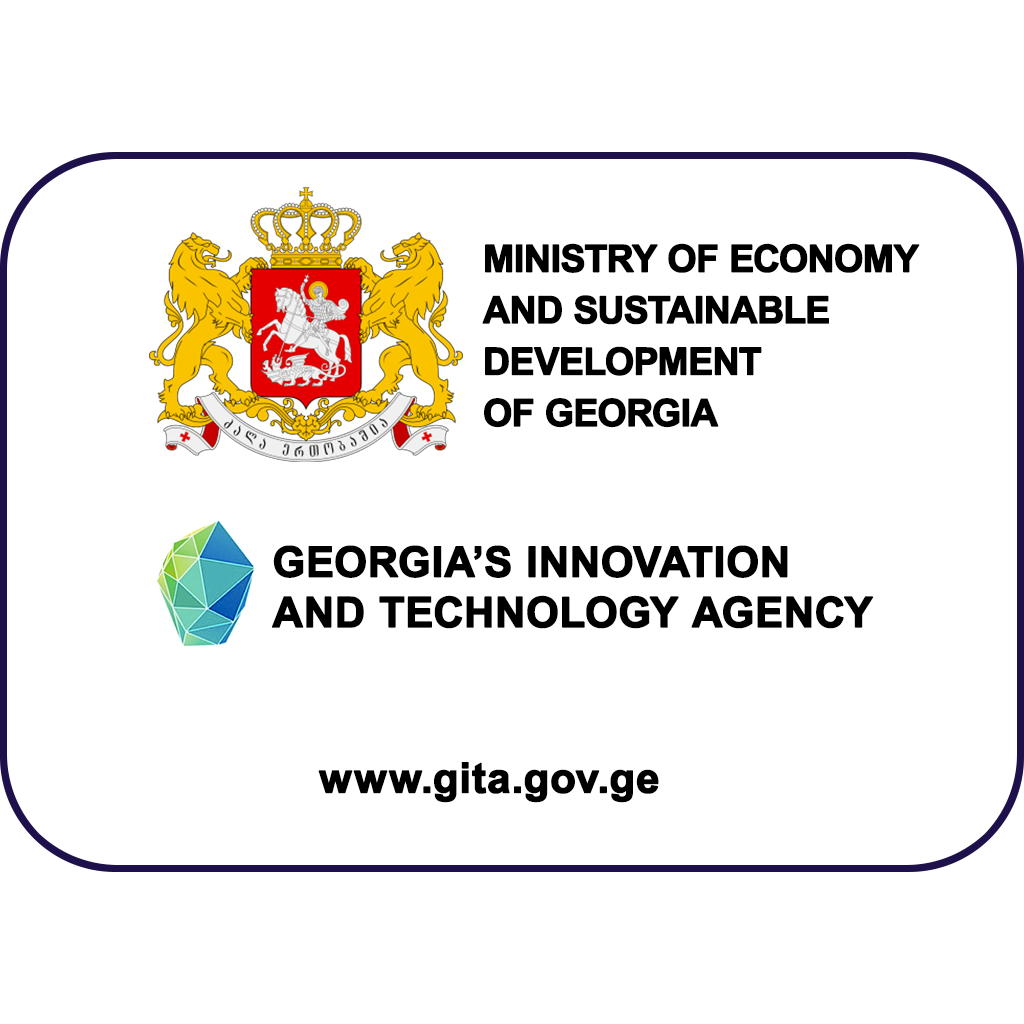 MINISTRY OF ECONOMY
AND SUSTAINABLE
DEVELOPMENT
OF GEORGIA
ძალა ერთობაშია
GEORGIA’S INNOVATION
AND TECHNOLOGY AGENCY
www.gita.gov.ge